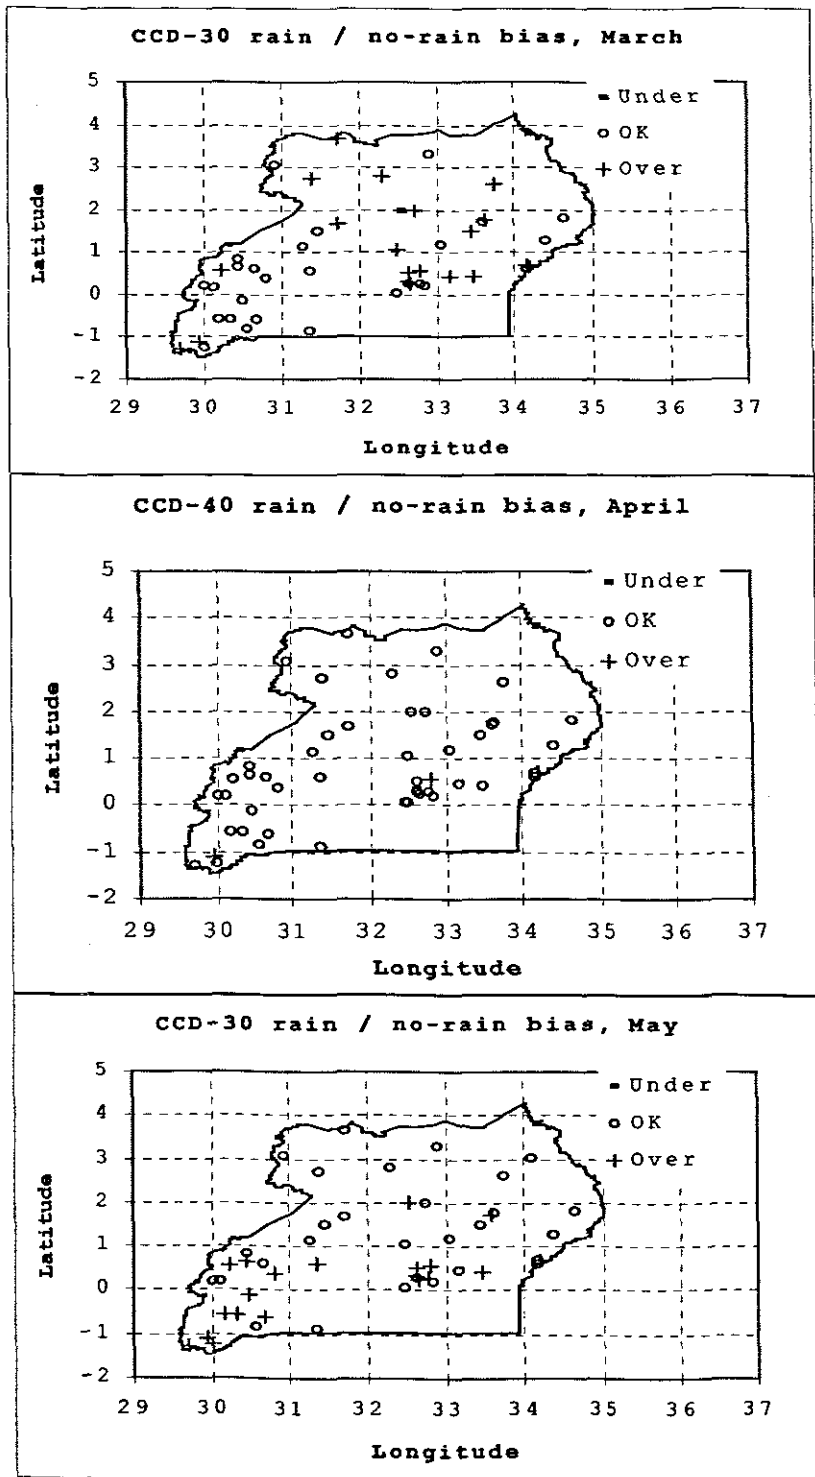 CCD-30 rain / no-rain bias, March
5
4
3
2
1
0
-1
-2
Latitude
Under
OK
Over
29 30 31 32 33 34 35 36 37
Longitude
CCD-40 rain / no-rain bias, April
5
4
3
2
1
0
-1
-2
Latitude
Under
OK
Over
29 30 31 32 33 34 35 36 37
Longitude
CCD-30 rain / no-rain bias, May
5
4
3
2
1
0
-1
-2
Latitude
Under
OK
Over
29 30 31 32 33 34 35 36 37
Longitude